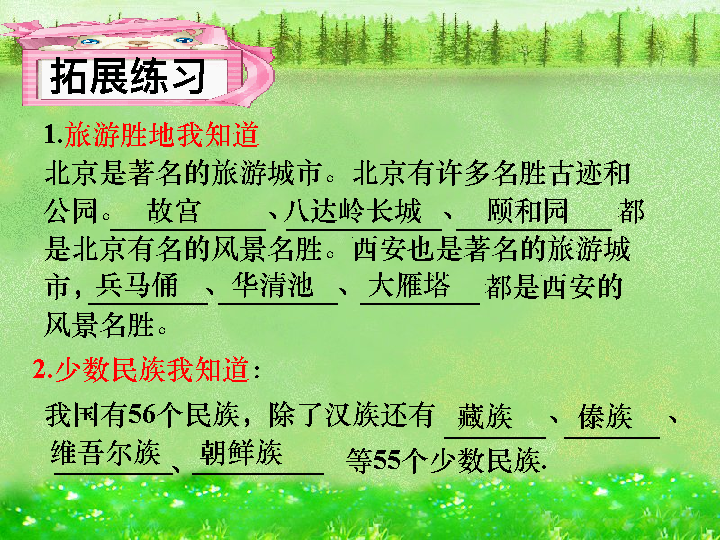 拓展练习
1.旅游胜地我知道
北京是著名的旅游城市。北京有许多名胜古迹和
公园。 故宫 、八达岭长城 、 颐和园 都
是北京有名的风景名胜。西安也是著名的旅游城
市，兵马俑 、华清池 、大雁塔 都是西安的
风景名胜。
2.少数民族我知道：
我国有56个民族，除了汉族还有 藏族 、 傣族 、
维吾尔族 、 朝鲜族 等55个少数民族.